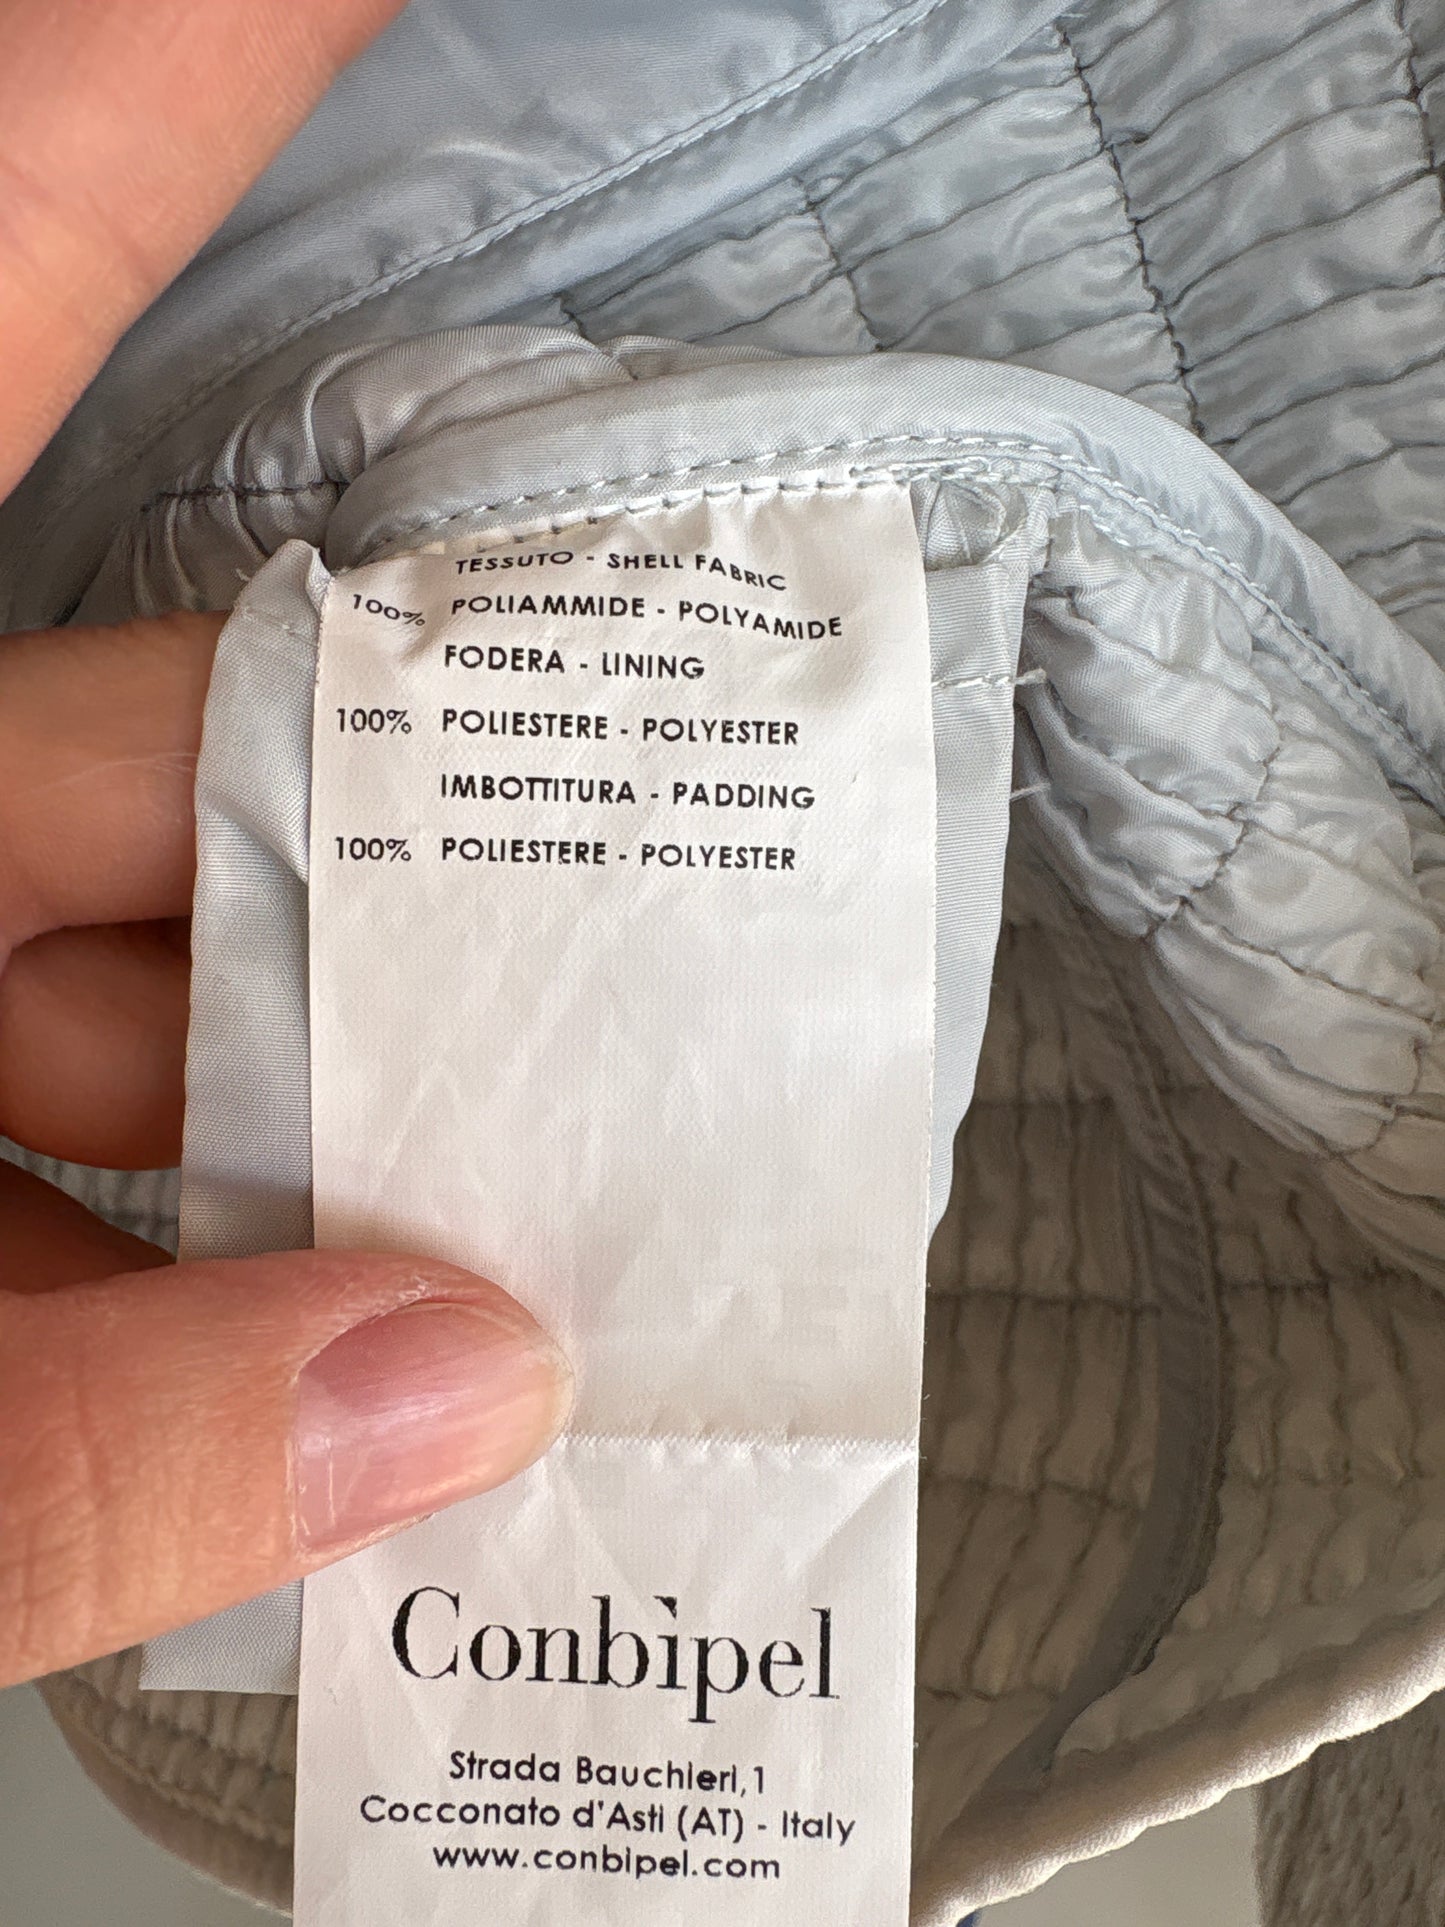 TESSUTO - SHELL FABRIC
100% POLIAMMIDE - POLYAMIDE
FODERA - LINING
100% POLIESTERE - POLYESTER
IMBOTTITURA - PADDING
100% POLIESTERE - POLYESTER
Conbipel
Strada Bauchieri,1
Cocconato d'Asti (AT) - Italy
www.conbipel.com